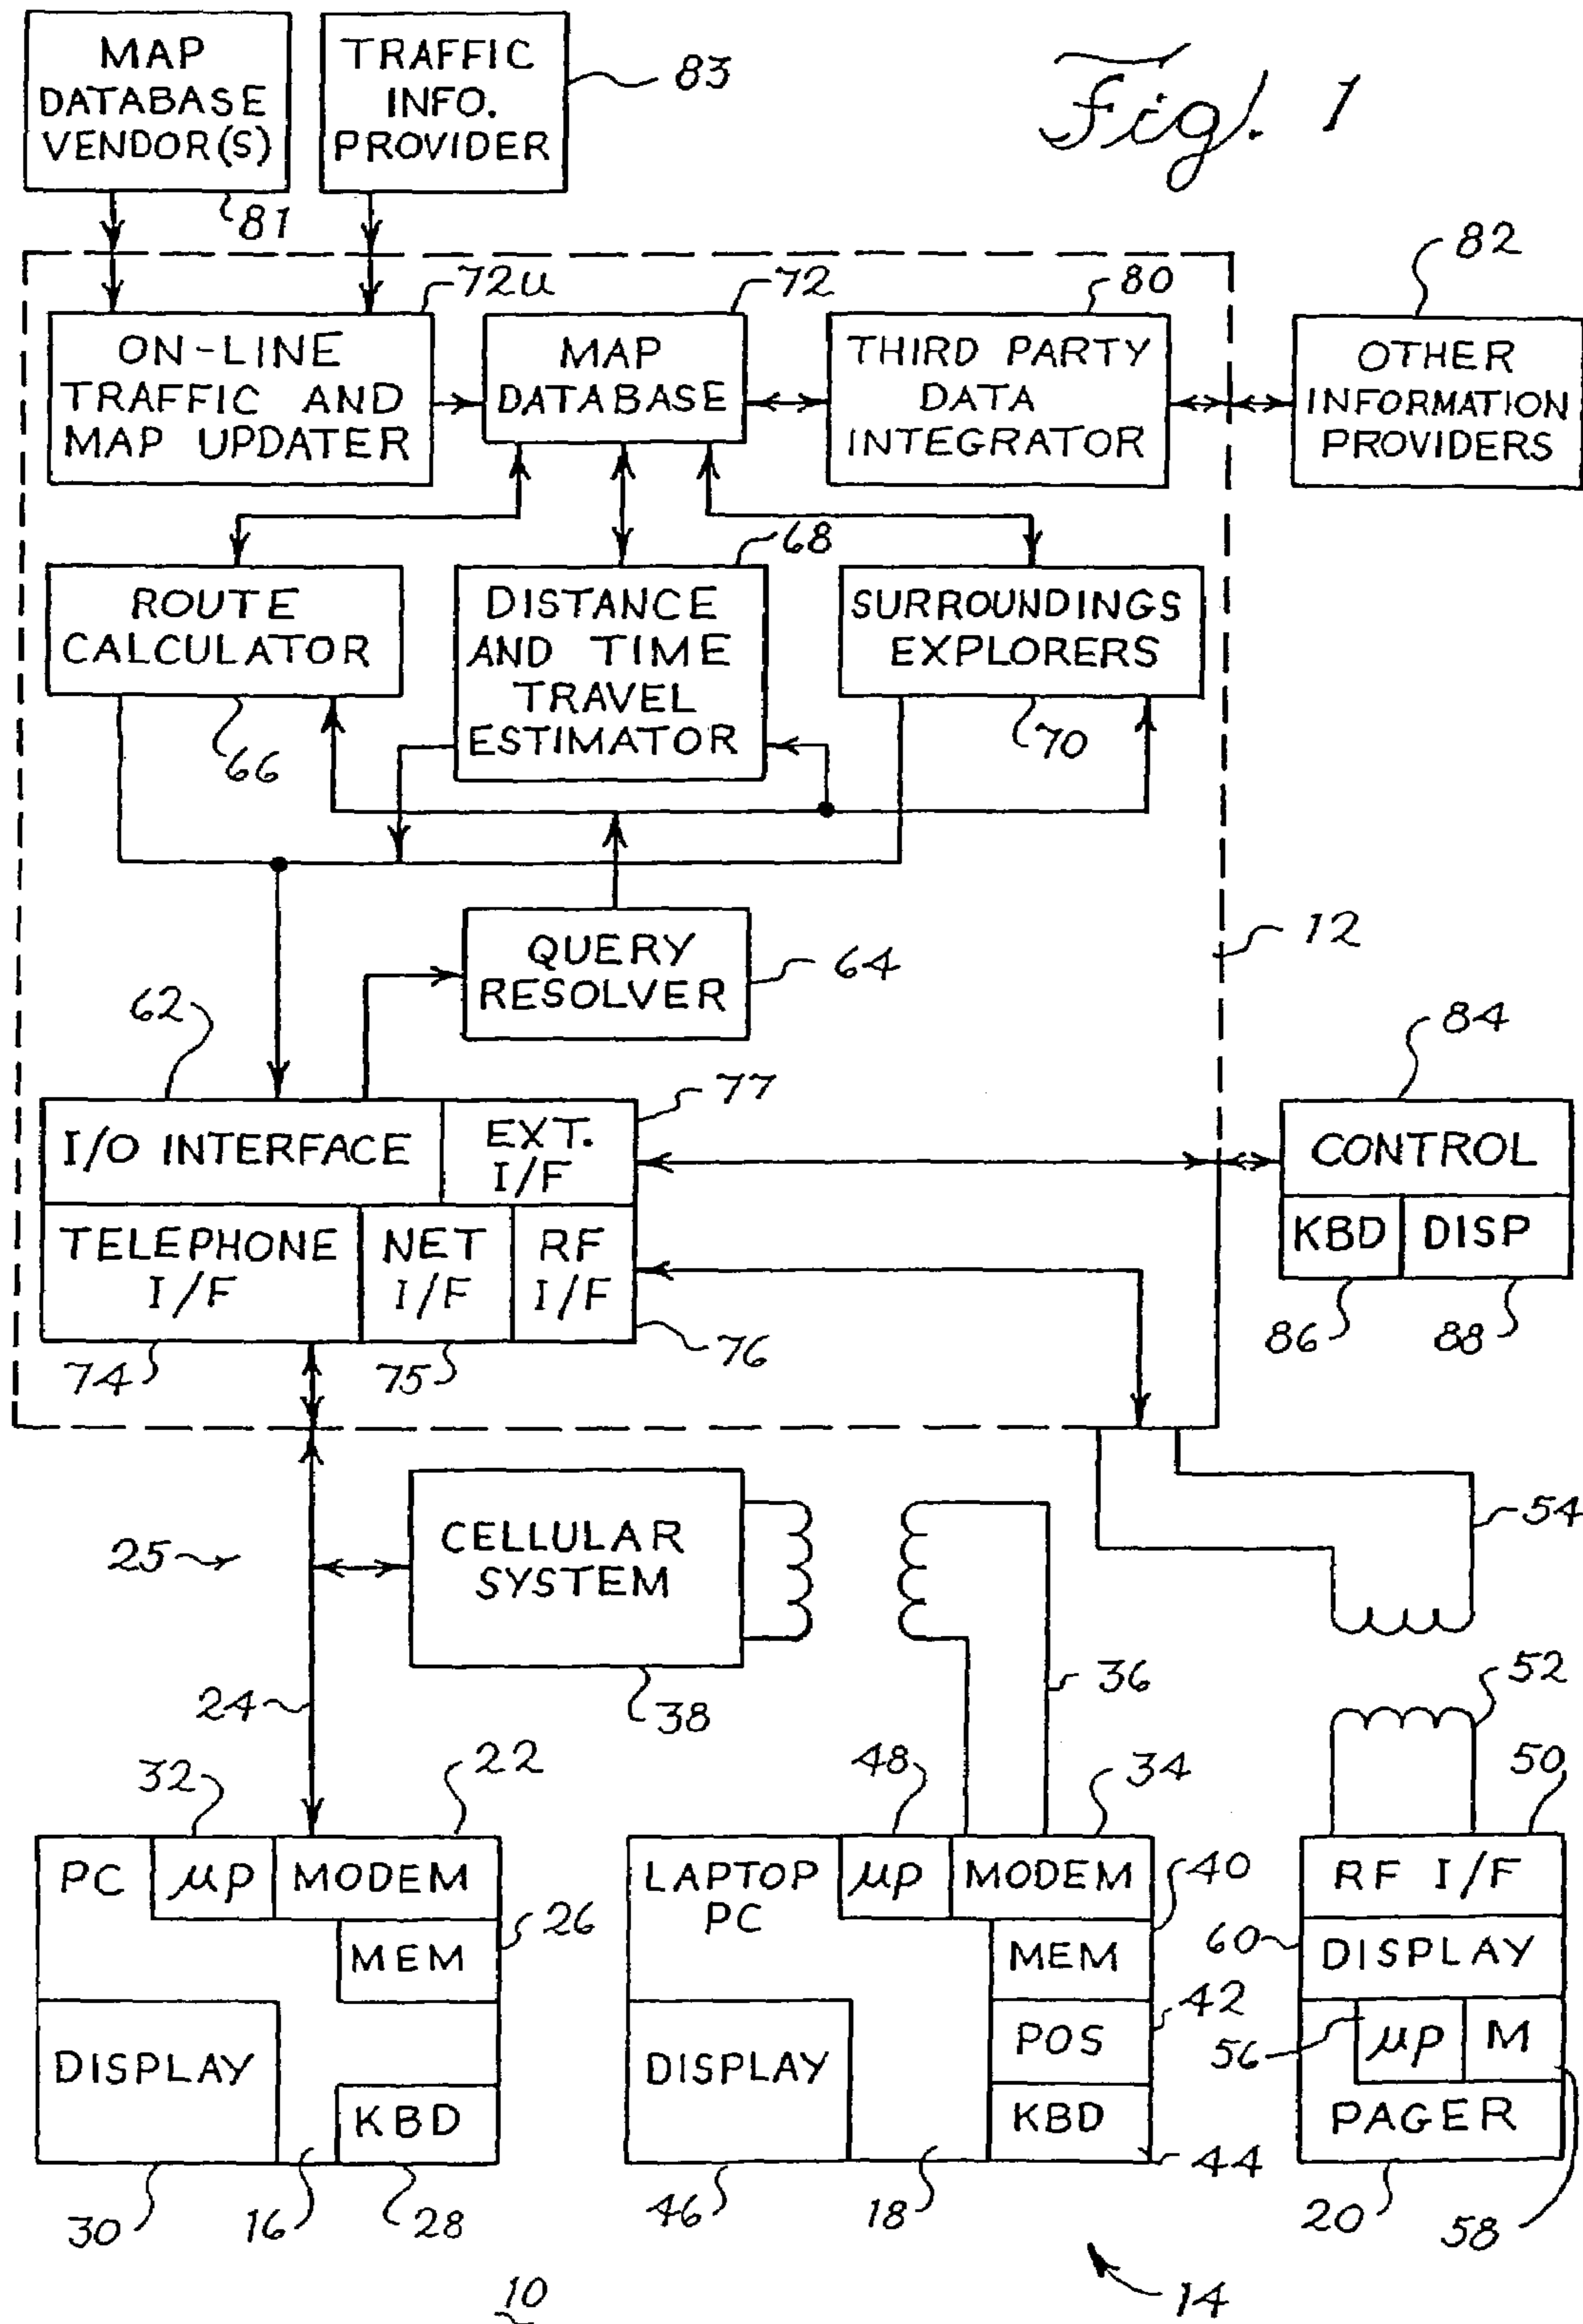 MAP
DATABASE
VENDOR(S)
TRAFFIC
INFO.
PROVIDER
83
Fig. 1
81
82
72u
72
80
ON-LINE
TRAFFIC AND
MAP UPDATER
MAP
DATABASE
THIRD PARTY
DATA
INTEGRATOR
OTHER
INFORMATION
PROVIDERS
68
ROUTE
CALCULATOR
DISTANCE
AND TIME
TRAVEL
ESTIMATOR
SURROUNDINGS
EXPLORERS
66
70
12
QUERY
RESOLVER
64
62
84
77
I/O INTERFACE
EXT.
I/F
CONTROL
TELEPHONE
I/F
NET
I/F
RF
I/F
KBD
DISP
74
75
76
86
88
25
CELLULAR
SYSTEM
54
24
38
36
52
32
22
48
34
50
PC
μP
MODEM
LAPTOP
PC
μP
MODEM
40
RF I/F
26
MEM
MEM
60
DISPLAY
42
DISPLAY
DISPLAY
POS
56
μP
M
KBD
KBD
PAGER
44
30
16
28
46
18
20
58
10
14